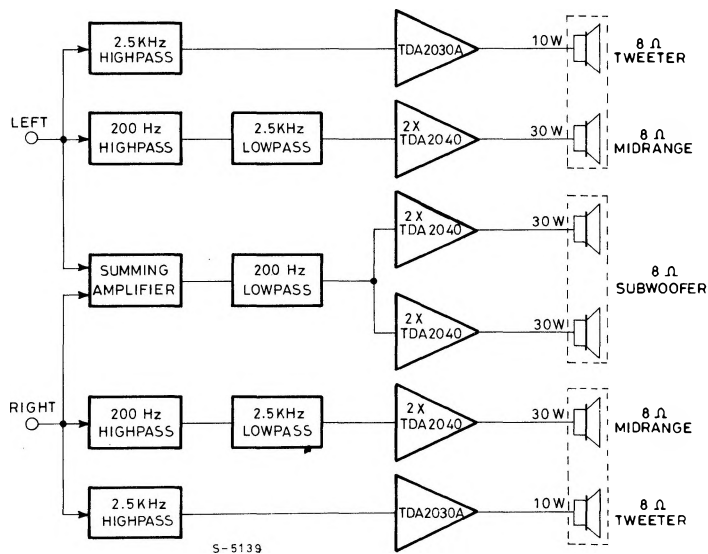 2.5KHz
HIGHPASS
TDA2030A
10W
8 Ω
TWEETER
LEFT
200 Hz
HIGHPASS
2.5KHz
LOWPASS
2X
TDA2040
30W
8 Ω
MIDRANGE
2X
TDA2040
30W
SUMMING
AMPLIFIER
200 Hz
LOWPASS
8 Ω
SUBWOOFER
2X
TDA2040
30W
RIGHT
200 Hz
HIGHPASS
2.5KHz
LOWPASS
2X
TDA2040
30W
8 Ω
MIDRANGE
2.5KHz
HIGHPASS
TDA2030A
10W
8 Ω
TWEETER
S-5139